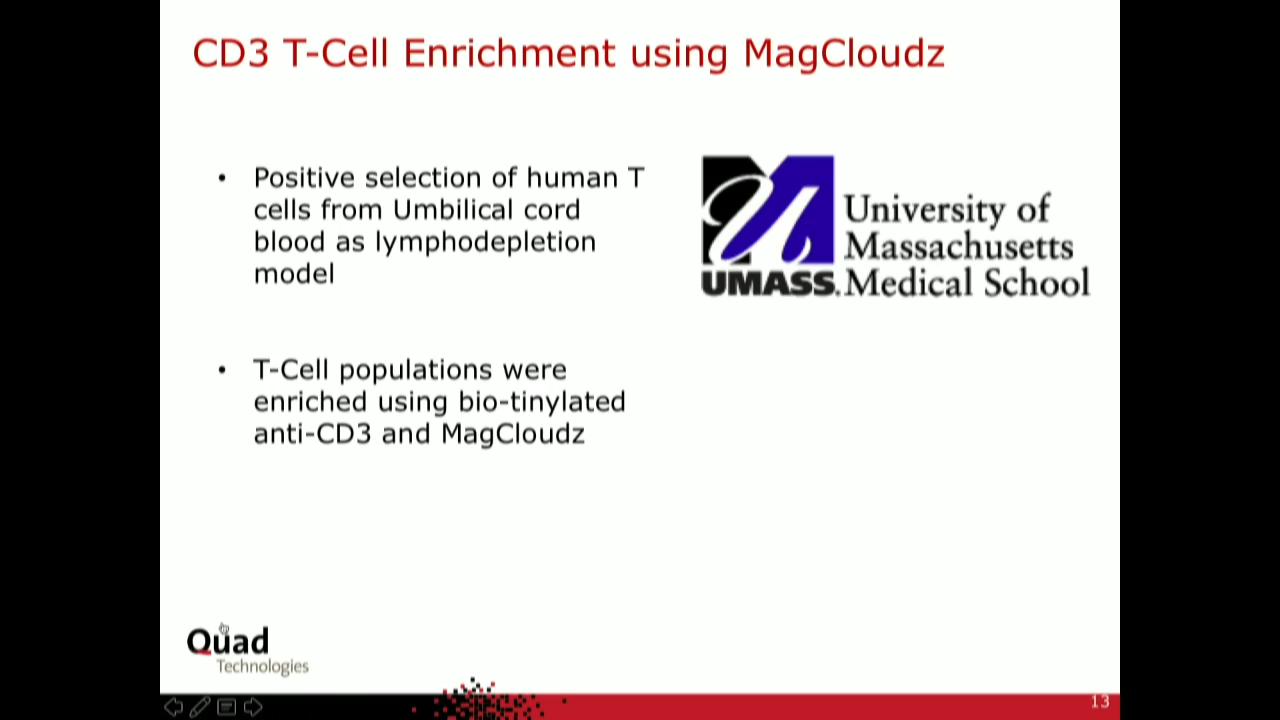 CD3 T-Cell Enrichment using MagCloudz
• Positive selection of human T
cells from Umbilical cord
blood as lymphodepletion
model
• T-Cell populations were
enriched using bio-tinylated
anti-CD3 and MagCloudz
University of
Massachusetts
UMASS. Medical School
Quad
Technologies
13